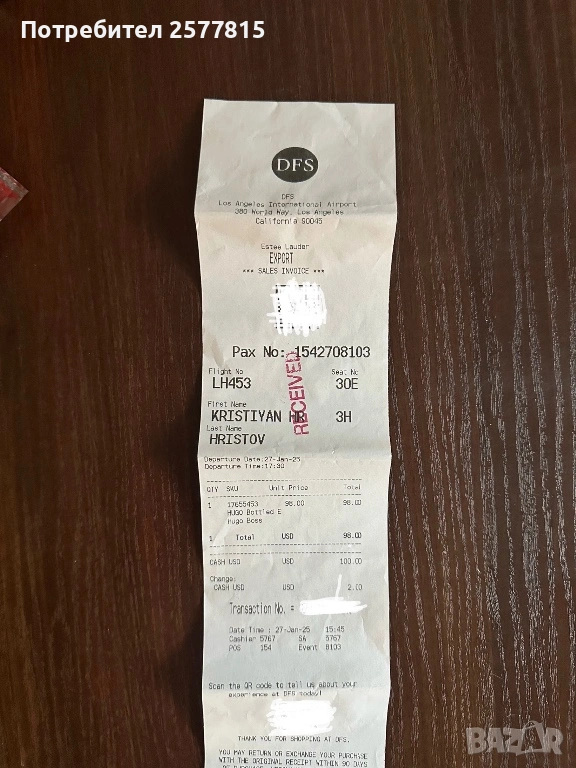 Потребител 2577815
DFS
DFS
Los Angeles International Airport
380 World Way, Los Angeles
California 90045
Estee Lauder
EXPORT
*** SALES INVOICE ***
Pax No: 1542708103
Flight No Seat No
LH453 30E
First Name
KRISTIYAN HR 3H
Last Name
HRISTOV
RECEIVED
Departure Date:27-Jan-25
Departure Time:17:30
QTY SKU Unit Price Total
1 17655453 98.00 98.00
HUGO Bottled E
Hugo Boss
1 Total USD 98.00
CASH USD USD 100.00
Change:
CASH USD 2.00
Transaction No. =
Date Time : 27-Jan-25 15:45
Cashier 5767 SA 5767
POS 154 Event 8103
Scan the QR code to tell us about your
experience at DFS today!
THANK YOU FOR SHOPPING AT DFS.
YOU MAY RETURN OR EXCHANGE YOUR PURCHASE
WITH THE ORIGINAL RECEIPT WITHIN 90 DAYS
BAZAR